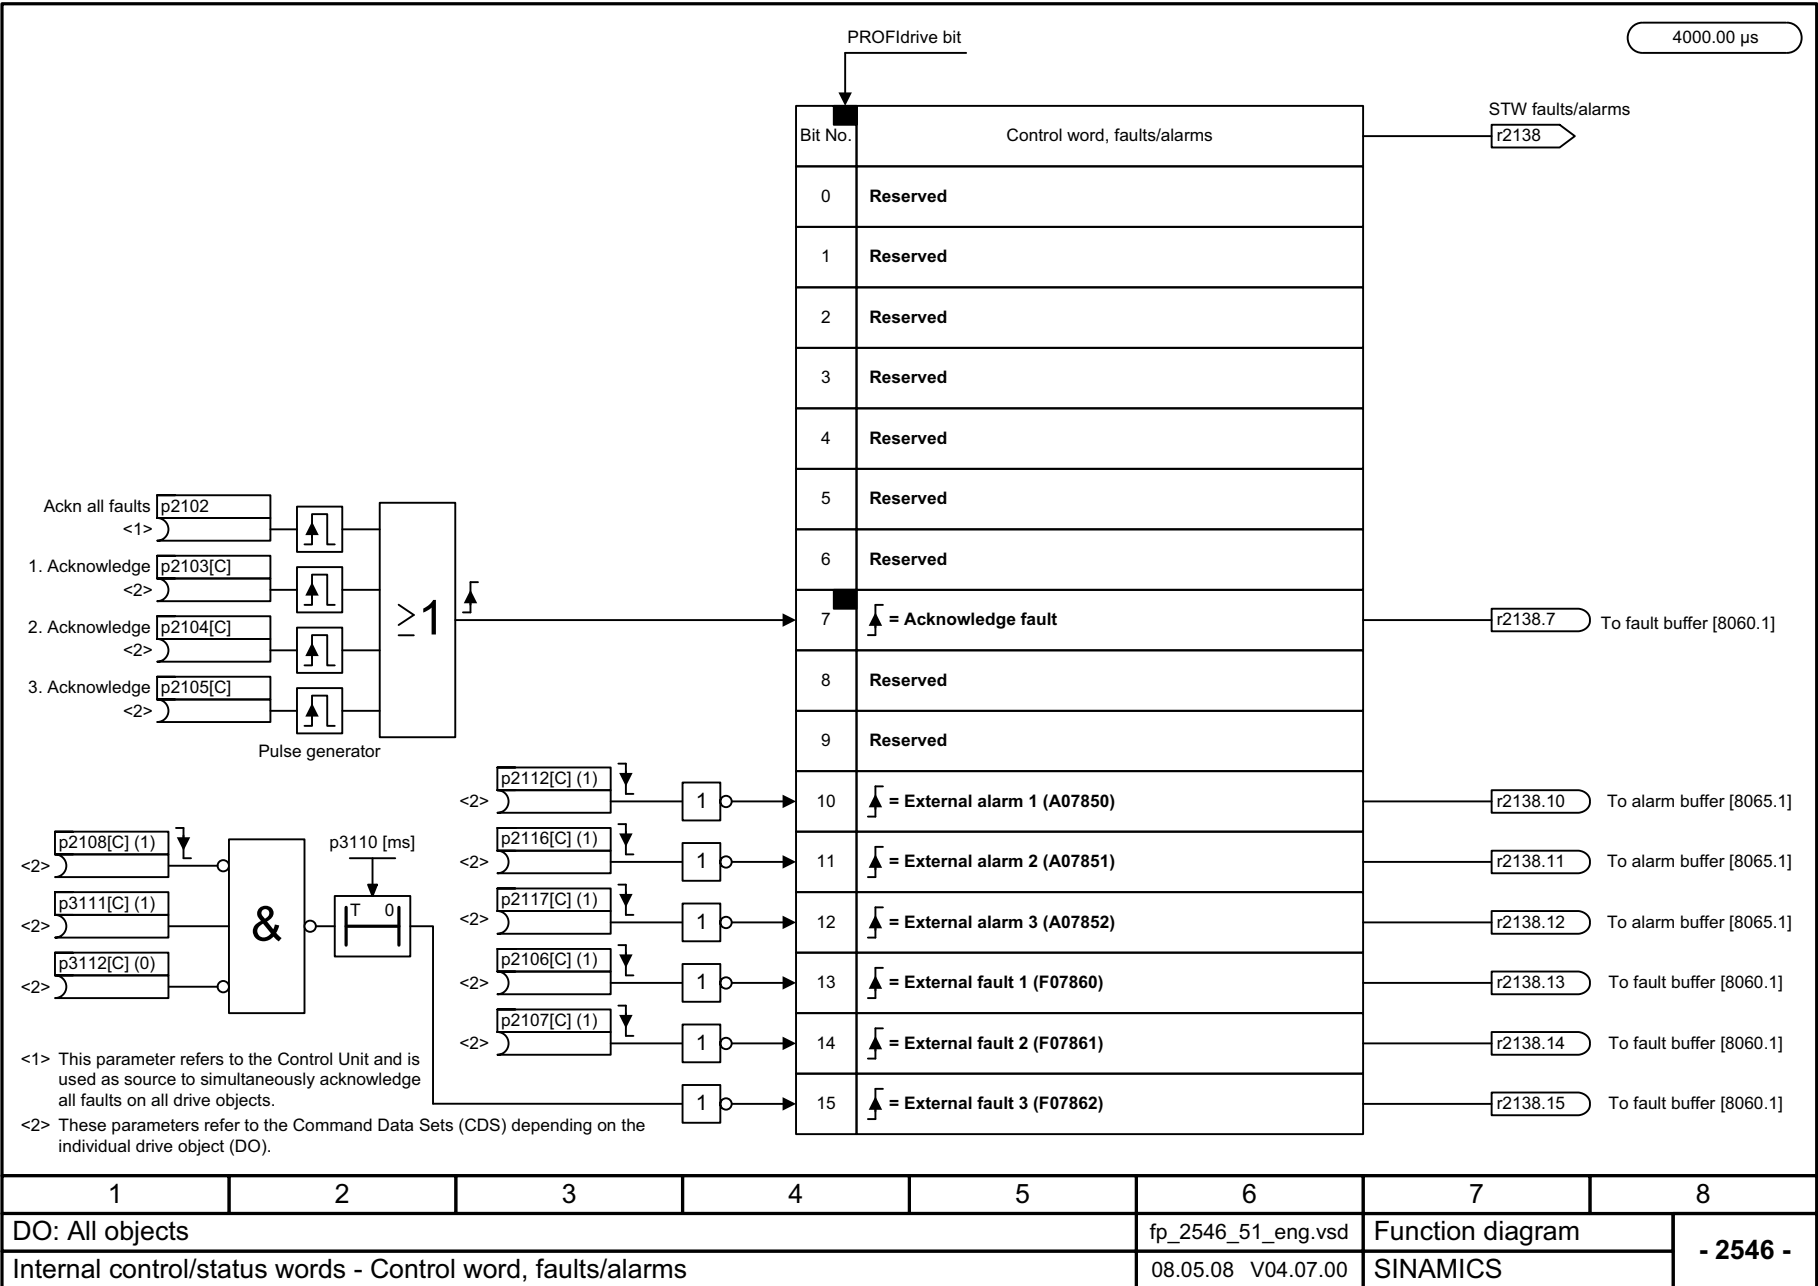 PROFIdrive bit
4000.00 µs
STW faults/alarms
Bit No. Control word, faults/alarms r2138
0 Reserved
1 Reserved
2 Reserved
3 Reserved
4 Reserved
5 Reserved
6 Reserved
Ackn all faults p2102
<1>
1. Acknowledge p2103[C]
<2>
2. Acknowledge p2104[C]
<2>
3. Acknowledge p2105[C]
<2>
Pulse generator
≥1
7 = Acknowledge fault r2138.7 To fault buffer [8060.1]
8 Reserved
9 Reserved
p2112[C] (1)
<2> 1 10 = External alarm 1 (A07850) r2138.10 To alarm buffer [8065.1]
p2116[C] (1)
<2> 1 11 = External alarm 2 (A07851) r2138.11 To alarm buffer [8065.1]
p2117[C] (1)
<2> 1 12 = External alarm 3 (A07852) r2138.12 To alarm buffer [8065.1]
p2106[C] (1)
<2> 1 13 = External fault 1 (F07860) r2138.13 To fault buffer [8060.1]
p2107[C] (1)
<2> 1 14 = External fault 2 (F07861) r2138.14 To fault buffer [8060.1]
1 15 = External fault 3 (F07862) r2138.15 To fault buffer [8060.1]
p2108[C] (1)
<2>
p3111[C] (1)
<2>
p3112[C] (0)
<2>
&
p3110 [ms]
T 0
<1> This parameter refers to the Control Unit and is
used as source to simultaneously acknowledge
all faults on all drive objects.
<2> These parameters refer to the Command Data Sets (CDS) depending on the
individual drive object (DO).
1 2 3 4 5 6 7 8
DO: All objects fp_2546_51_eng.vsd Function diagram - 2546 -
Internal control/status words - Control word, faults/alarms 08.05.08 V04.07.00 SINAMICS